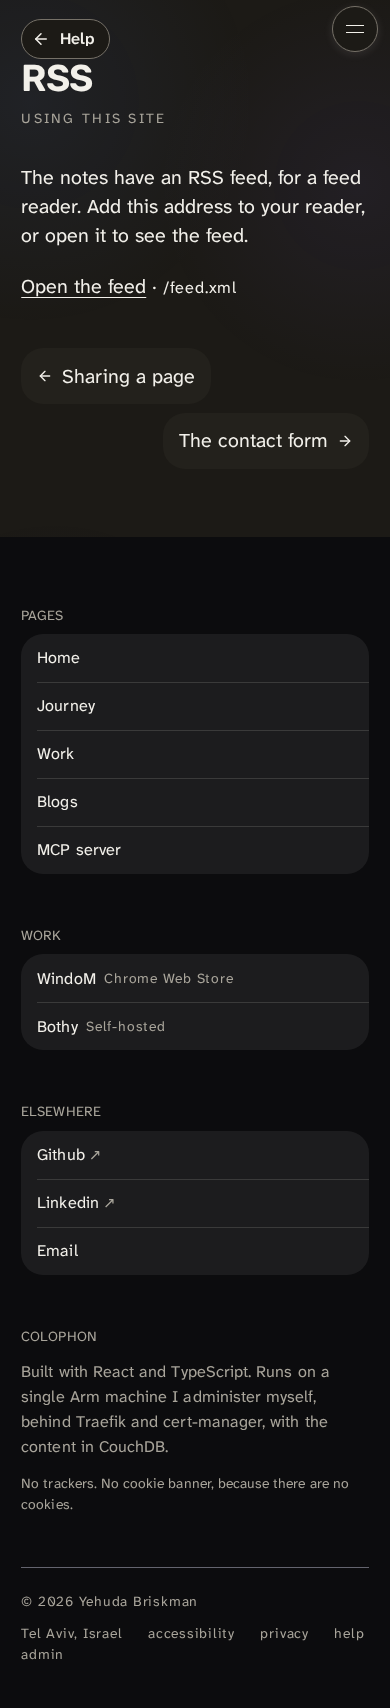 ← Help
RSS
USING THIS SITE
The notes have an RSS feed, for a feed
reader. Add this address to your reader,
or open it to see the feed.
Open the feed · /feed.xml
← Sharing a page
The contact form →
PAGES
Home
Journey
Work
Blogs
MCP server
WORK
WindoM Chrome Web Store
Bothy Self-hosted
ELSEWHERE
Github ↗
Linkedin ↗
Email
COLOPHON
Built with React and TypeScript. Runs on a
single Arm machine I administer myself,
behind Traefik and cert-manager, with the
content in CouchDB.
No trackers. No cookie banner, because there are no
cookies.
© 2026 Yehuda Briskman
Tel Aviv, Israel accessibility privacy help
admin